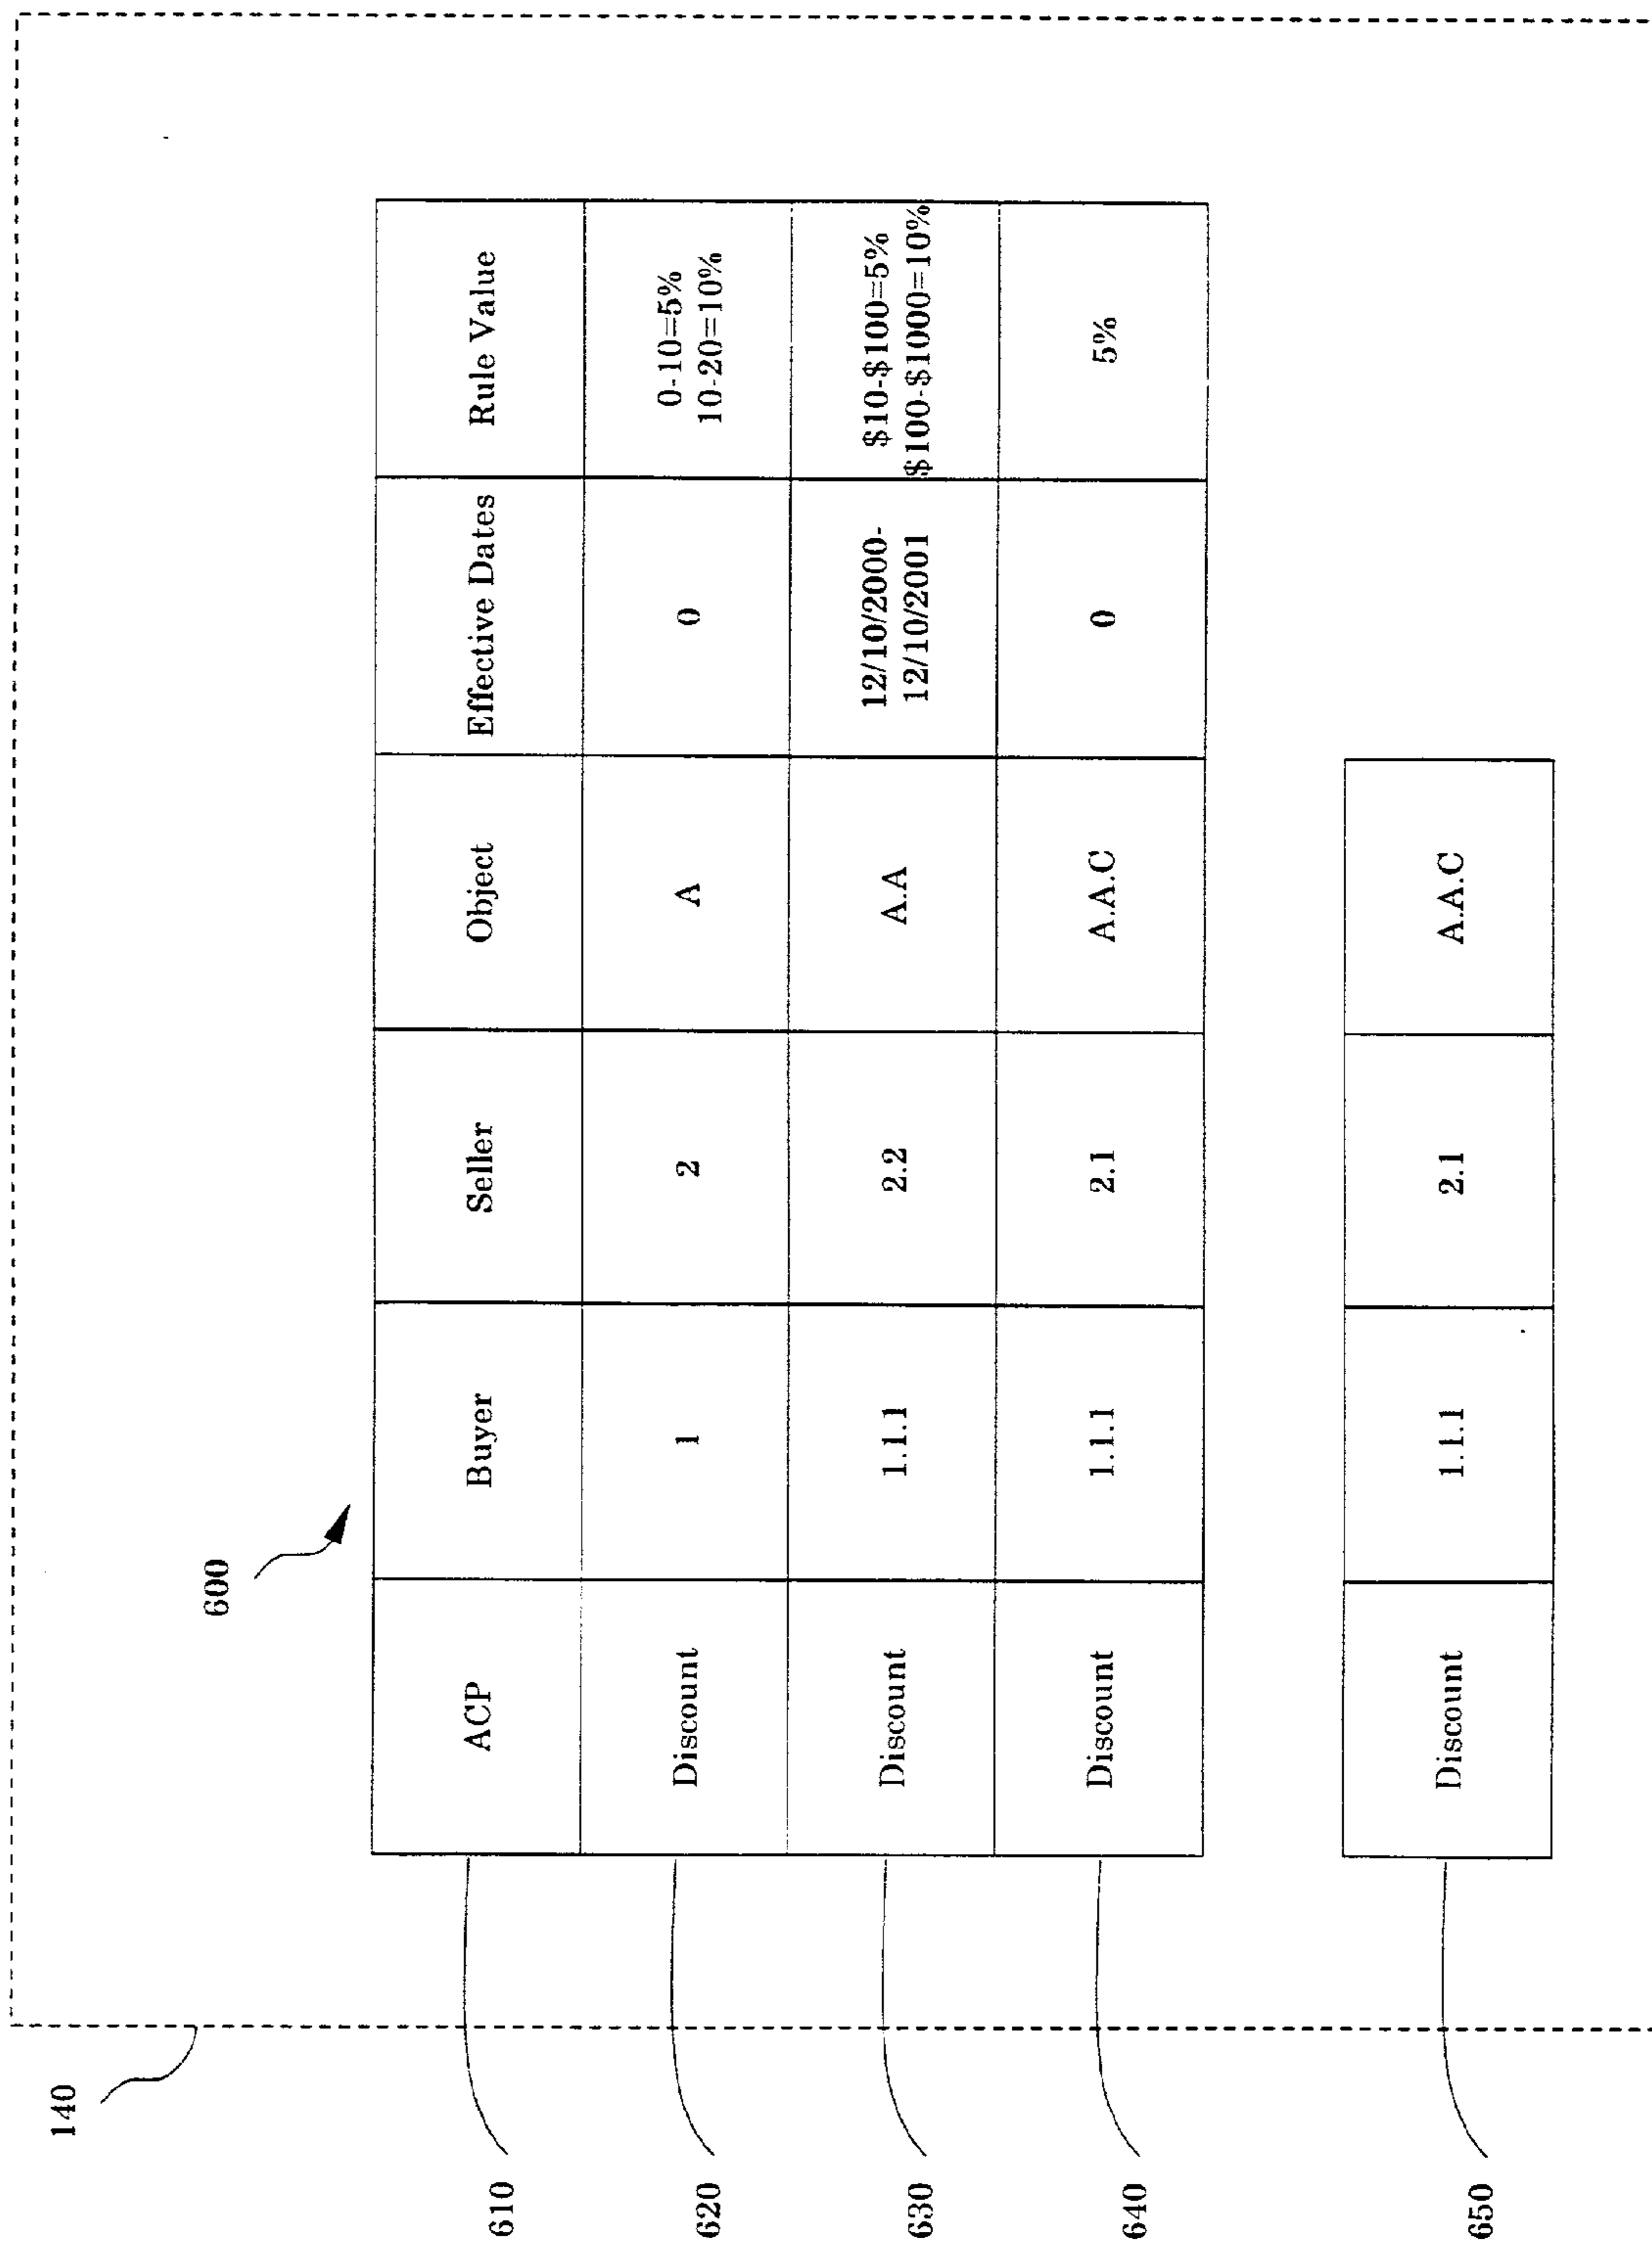 140
600
610 ACP Buyer Seller Object Effective Dates Rule Value
620 Discount 1 2 A 0 0-10=5%
10-20=10%
630 Discount 1.1.1 2.2 A.A 12/10/2000- $10-$100=5%
12/10/2001 $100-$1000=10%
640 Discount 1.1.1 2.1 A.A.C 0 5%
650 Discount 1.1.1 2.1 A.A.C